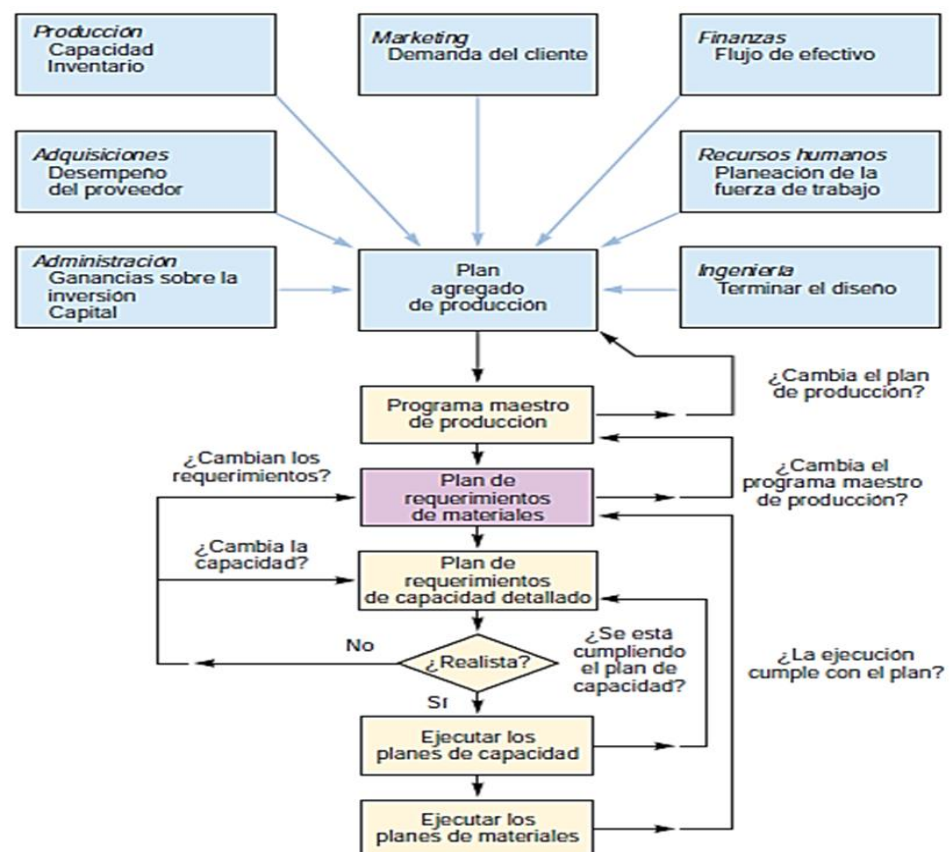 Producción
Capacidad
Inventario
Marketing
Demanda del cliente
Finanzas
Flujo de efectivo
Adquisiciones
Desempeño
del proveedor
Recursos humanos
Planeación de la
fuerza de trabajo
Administración
Ganancias sobre la
inversión
Capital
Plan
agregado
de producción
Ingeniería
Terminar el diseño
¿Cambia el plan
de producción?
Programa maestro
de producción
¿Cambian los
requerimientos?
Plan de
requerimientos
de materiales
¿Cambia el
programa maestro
de producción?
¿Cambia la
capacidad?
Plan de
requerimientos
de capacidad detallado
No
¿Realista?
¿Se está
cumpliendo
el plan de
capacidad?
¿La ejecución
cumple con el plan?
Sí
Ejecutar los
planes de capacidad
Ejecutar los
planes de materiales